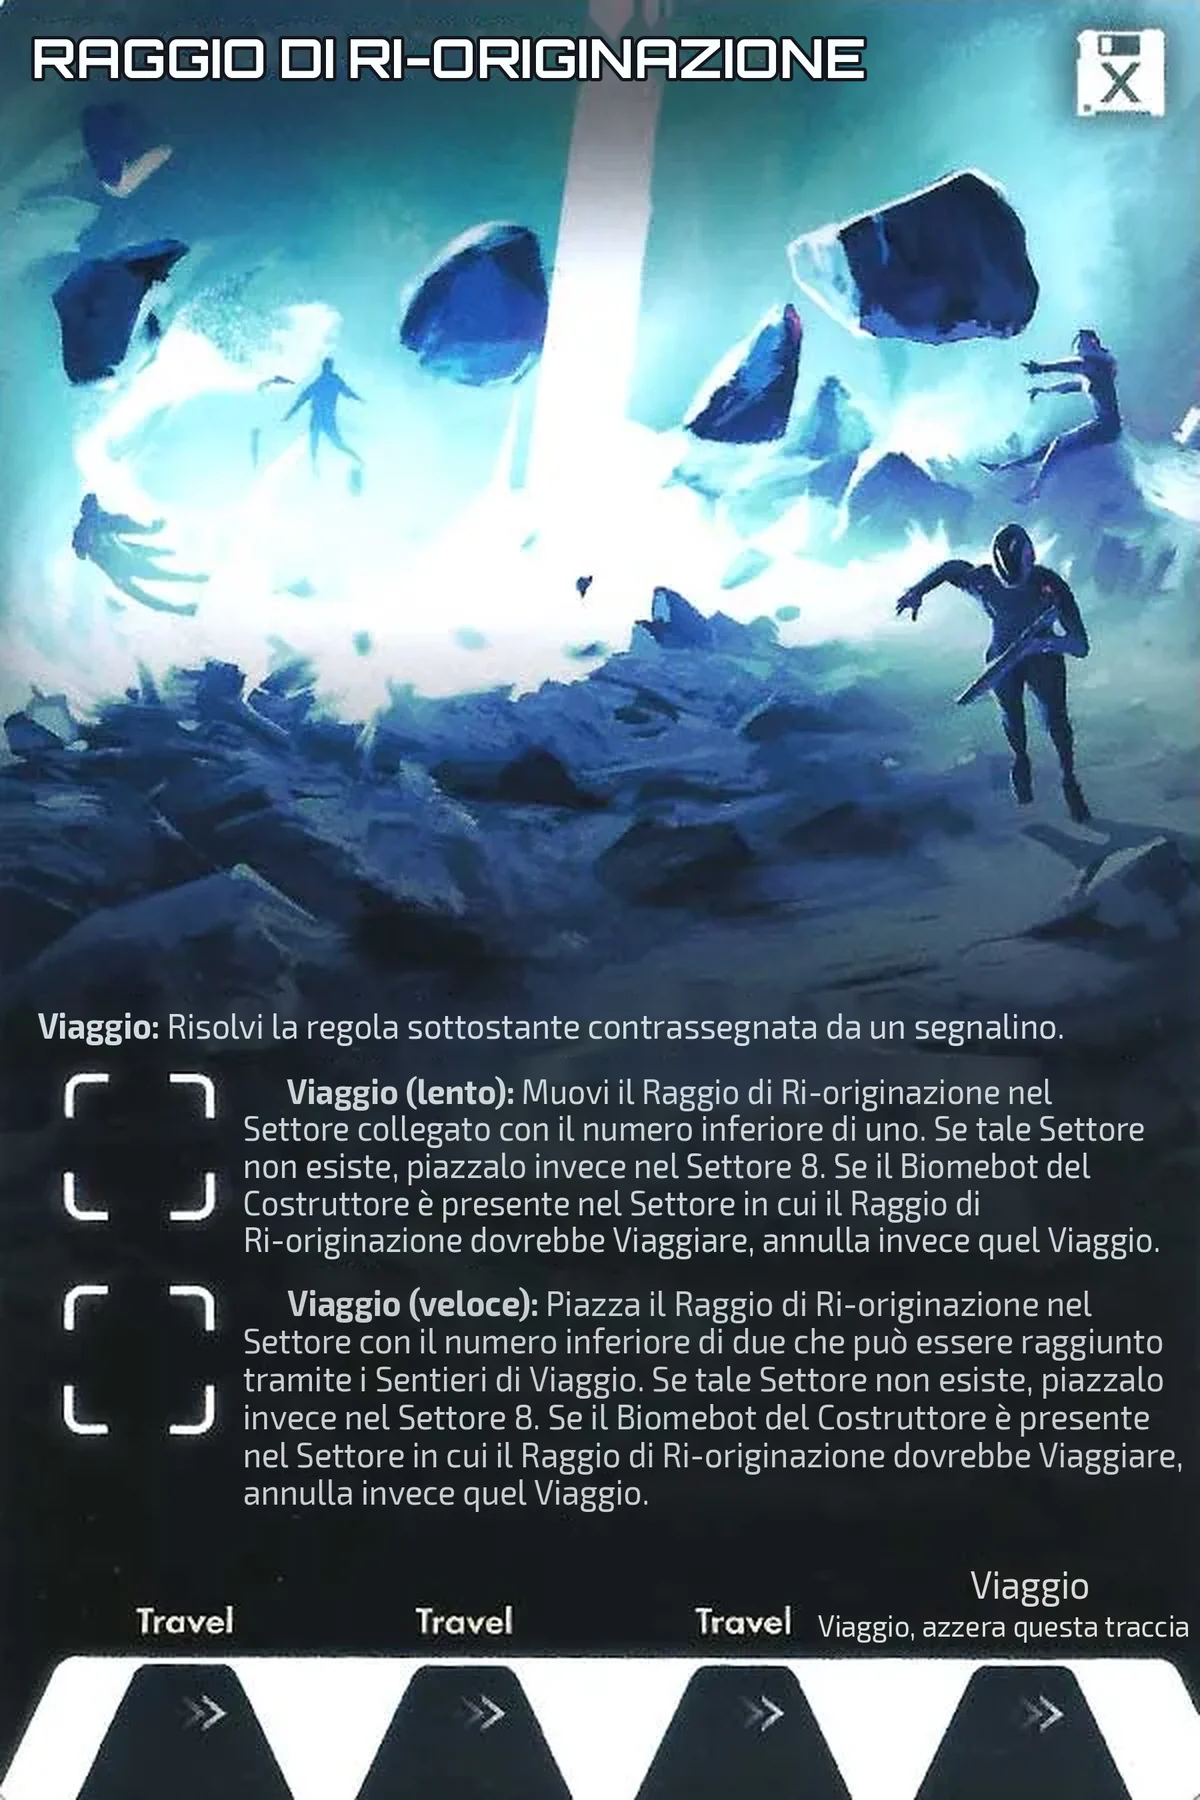 RAGGIO DI RI-ORIGINAZIONE
X
Viaggio: Risolvi la regola sottostante contrassegnata da un segnalino.
Viaggio (lento): Muovi il Raggio di Ri-originazione nel
Settore collegato con il numero inferiore di uno. Se tale Settore
non esiste, piazzalo invece nel Settore 8. Se il Biomebot del
Costruttore è presente nel Settore in cui il Raggio di
Ri-originazione dovrebbe Viaggiare, annulla invece quel Viaggio.
Viaggio (veloce): Piazza il Raggio di Ri-originazione nel
Settore con il numero inferiore di due che può essere raggiunto
tramite i Sentieri di Viaggio. Se tale Settore non esiste, piazzalo
invece nel Settore 8. Se il Biomebot del Costruttore è presente
nel Settore in cui il Raggio di Ri-originazione dovrebbe Viaggiare,
annulla invece quel Viaggio.
Viaggio
Travel Travel Travel Viaggio, azzera questa traccia